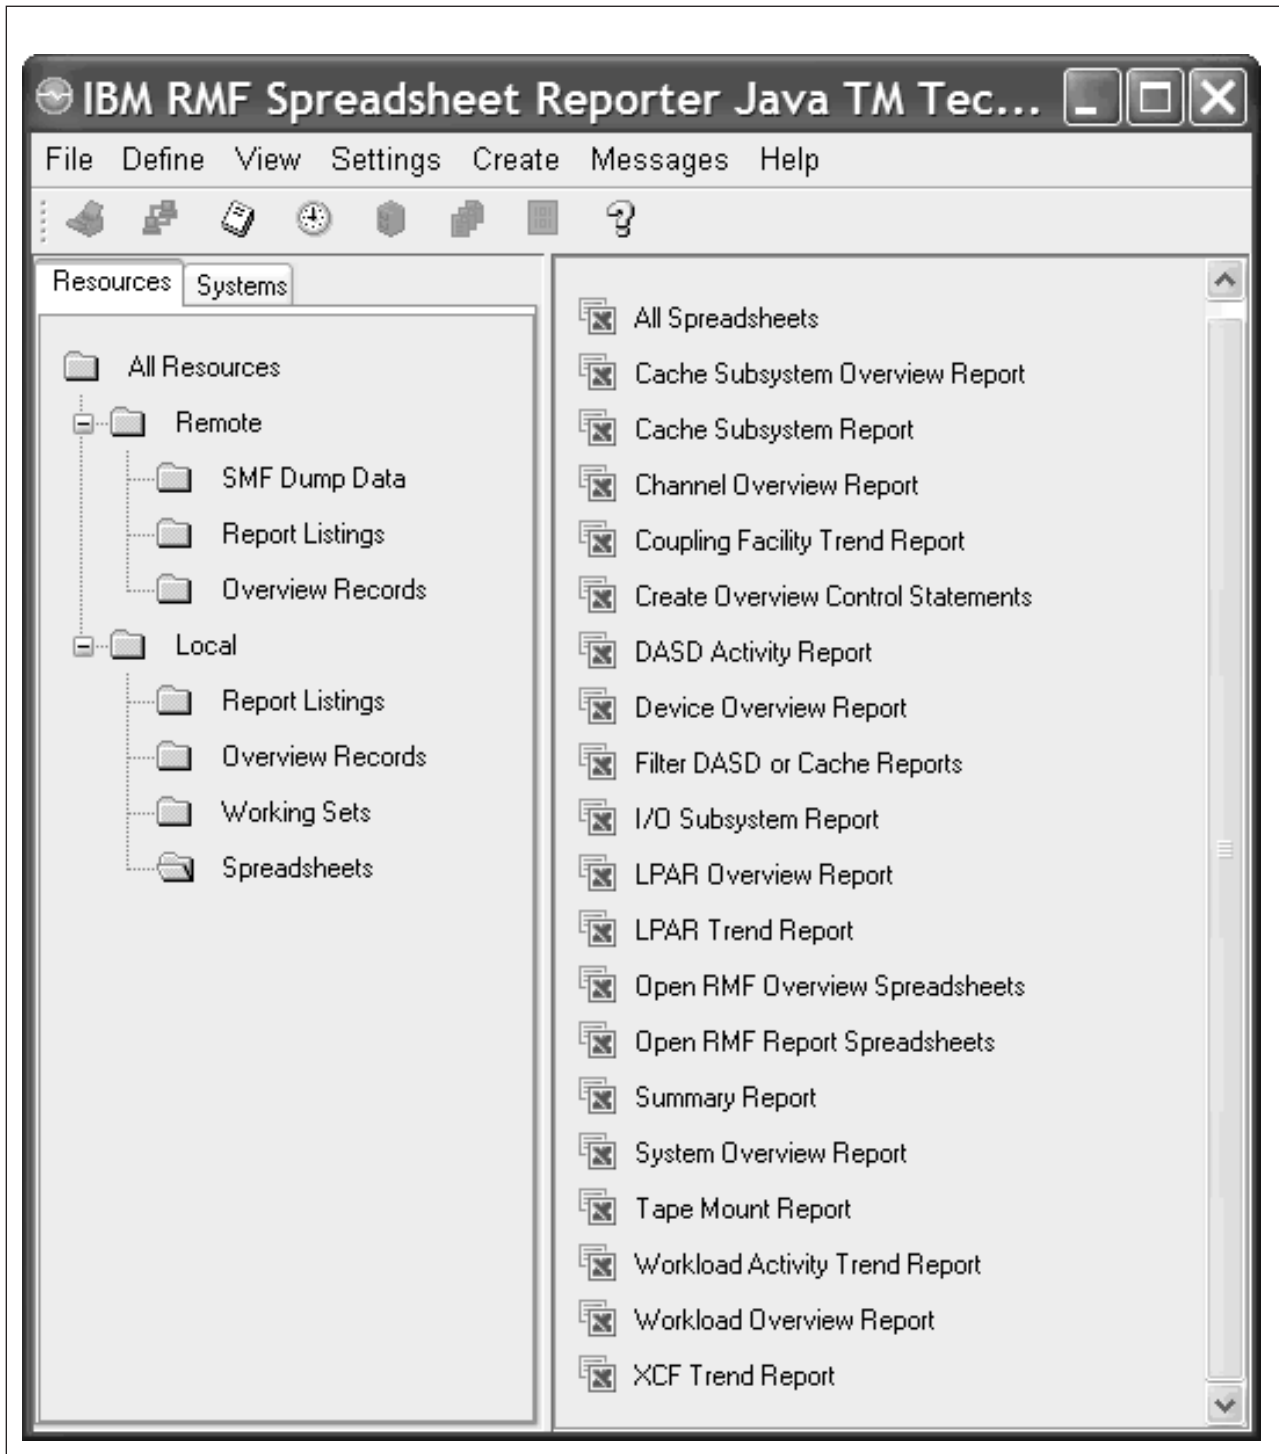 IBM RMF Spreadsheet Reporter Java TM Tec...
File Define View Settings Create Messages Help
Resources Systems
All Resources
Remote
SMF Dump Data
Report Listings
Overview Records
Local
Report Listings
Overview Records
Working Sets
Spreadsheets
All Spreadsheets
Cache Subsystem Overview Report
Cache Subsystem Report
Channel Overview Report
Coupling Facility Trend Report
Create Overview Control Statements
DASD Activity Report
Device Overview Report
Filter DASD or Cache Reports
I/O Subsystem Report
LPAR Overview Report
LPAR Trend Report
Open RMF Overview Spreadsheets
Open RMF Report Spreadsheets
Summary Report
System Overview Report
Tape Mount Report
Workload Activity Trend Report
Workload Overview Report
XCF Trend Report